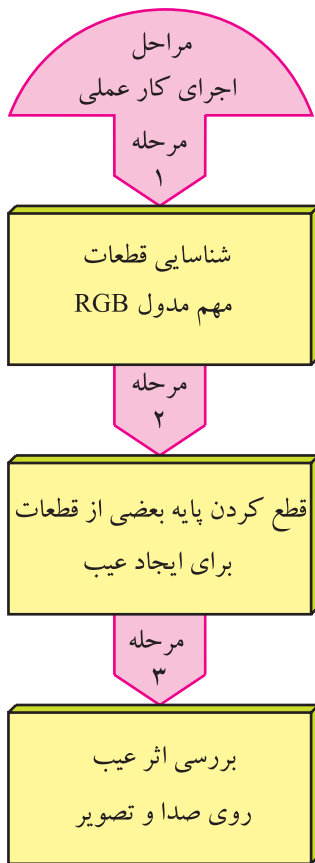 مراحل
اجرای کار عملی
مرحله
۱
شناسایی قطعات
مهم مدول RGB
مرحله
۲
قطع کردن پایه بعضی از قطعات
برای ایجاد عیب
مرحله
۳
بررسی اثر عیب
روی صدا و تصویر